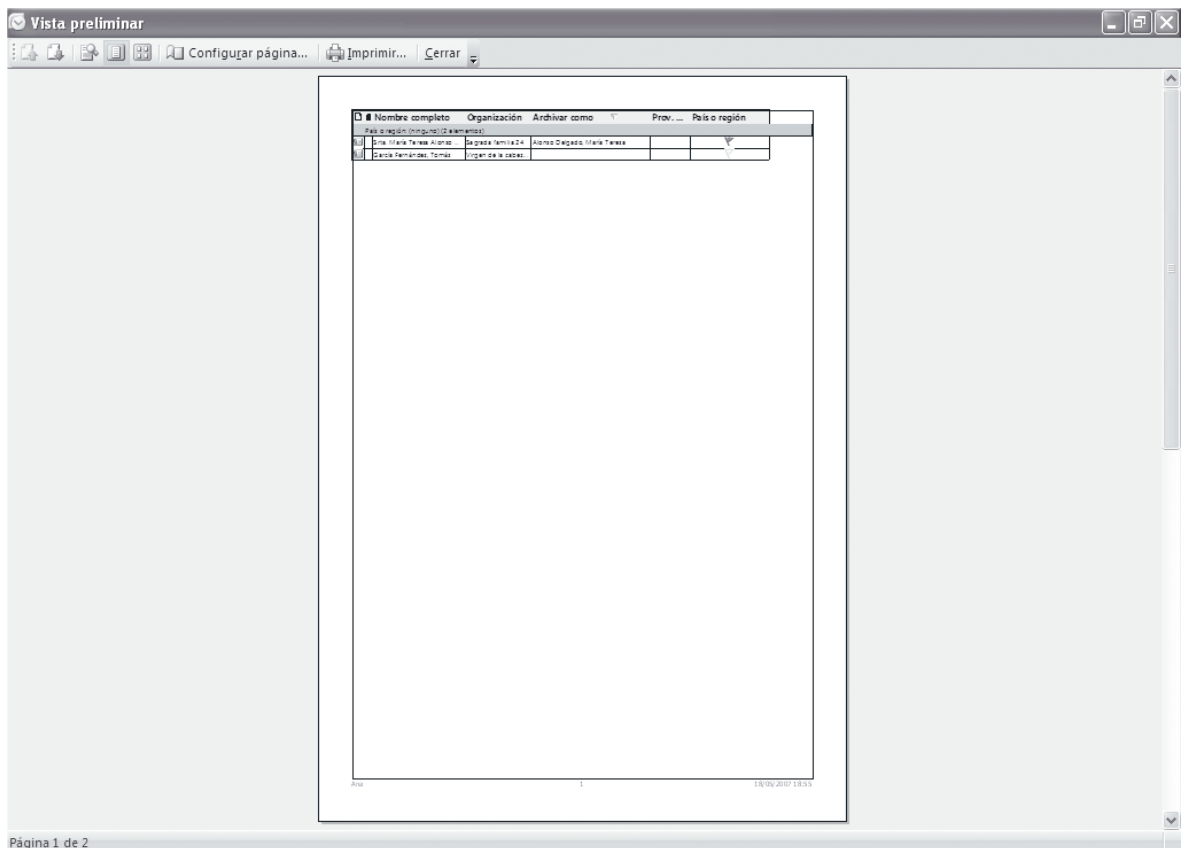 Vista preliminar
Configurar página... Imprimir... Cerrar
Nombre completo Organización Archivar como Prov. ... País o región
País o región: (ninguno) (2 elementos)
Srta. María Teresa Alonso ... Sagrada familia 24 Alonso Delgado, María Teresa
García Fernández, Tomás Virgen de la cabez...
Ana 1 18/05/2007 18:55
Página 1 de 2